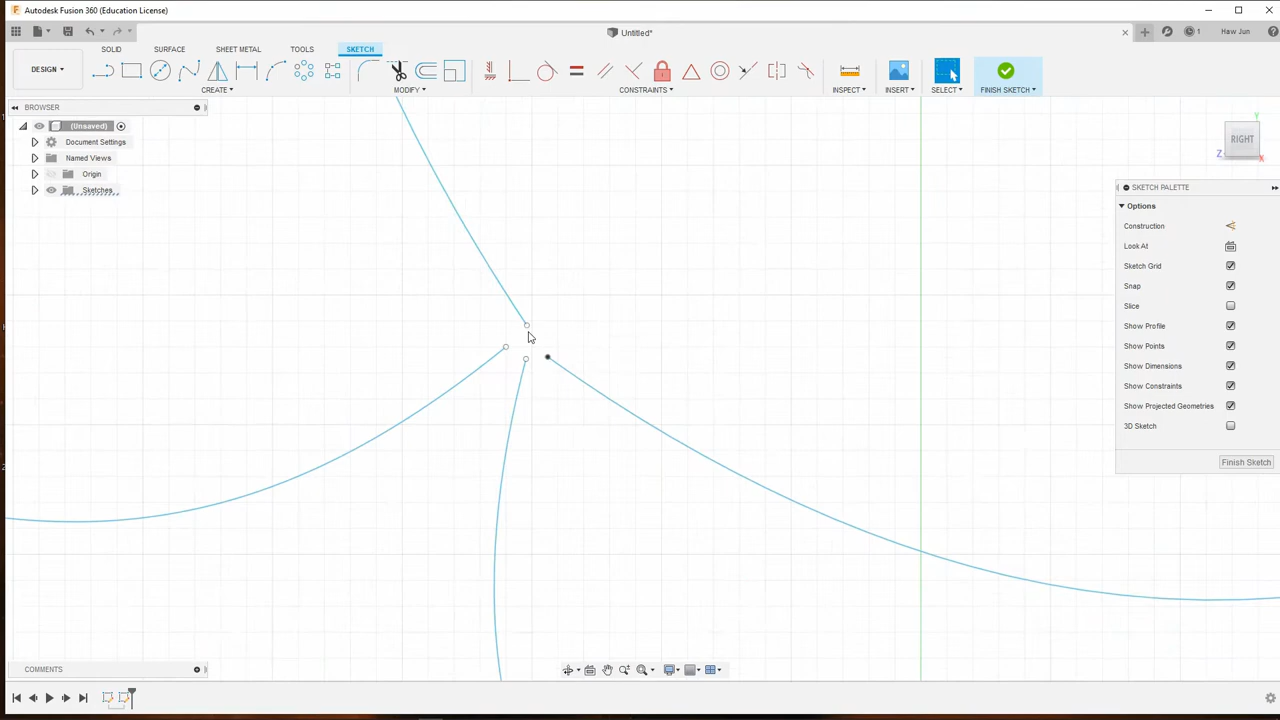 Autodesk Fusion 360 (Education License)
Untitled*
1
Haw Jun
SOLID
SURFACE
SHEET METAL
TOOLS
SKETCH
DESIGN
CREATE
MODIFY
CONSTRAINTS
INSPECT
INSERT
SELECT
FINISH SKETCH
BROWSER
(Unsaved)
Document Settings
Named Views
Origin
Sketches
Y
RIGHT
Z
X
SKETCH PALETTE
Options
Construction
Look At
Sketch Grid
Snap
Slice
Show Profile
Show Points
Show Dimensions
Show Constraints
Show Projected Geometries
3D Sketch
Finish Sketch
COMMENTS